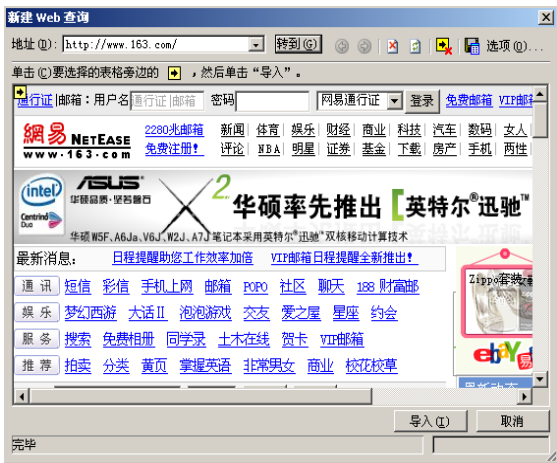 新建 Web 查询
地址(D): http://www.163.com/ 转到(G) 选项(O)...
单击(C)要选择的表格旁边的 ，然后单击“导入”。
通行证|邮箱：用户名 通行证|邮箱 密码 网易通行证 登录 免费邮箱 VIP邮箱
網易 NETEASE 2280兆邮箱 新闻| 体育| 娱乐| 财经| 商业| 科技| 汽车| 数码| 女人|
www.163.com 免费注册! 评论| NBA| 明星| 证券| 基金| 下载| 房产| 手机| 两性|
intel Centrino Duo ASUS 华硕品质·坚若磐石 X 2 华硕率先推出【英特尔®迅驰™
华硕W5F、A6Ja、V6J、W2J、A7J笔记本采用英特尔®迅驰™双核移动计算技术
最新消息： 日程提醒助您工作效率加倍 VIP邮箱日程提醒全新推出!
通 讯 短信 彩信 手机上网 邮箱 POPO 社区 聊天 188 财富邮
Zippo套装
娱 乐 梦幻西游 大话Ⅱ 泡泡游戏 交友 爱之屋 星座 约会
服 务 搜索 免费相册 同学录 土木在线 贺卡 VIP邮箱
推 荐 拍卖 分类 黄页 掌握英语 非常男女 商业 校花校草
ebay 易
导入(I) 取消
完毕